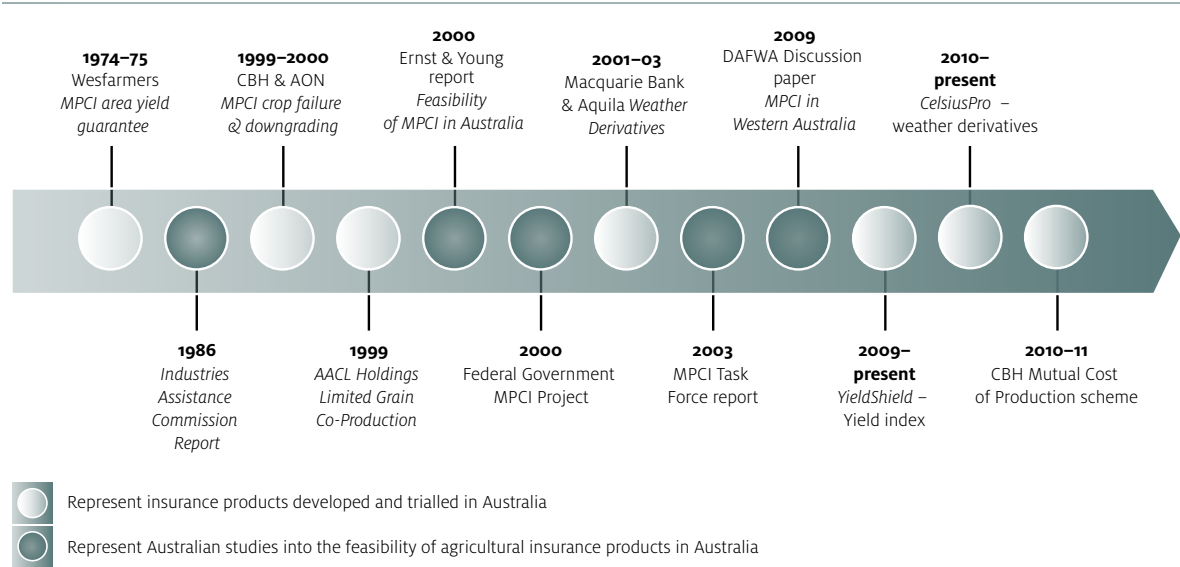 1974–75
Wesfarmers
MPCI area yield
guarantee
1999–2000
CBH & AON
MPCI crop failure
& downgrading
2000
Ernst & Young
report
Feasibility
of MPCI in Australia
2001–03
Macquarie Bank
& Aquila Weather
Derivatives
2009
DAFWA Discussion
paper
MPCI in
Western Australia
2010–
present
CelsiusPro –
weather derivatives
1986
Industries
Assistance
Commission
Report
1999
AACL Holdings
Limited Grain
Co-Production
2000
Federal Government
MPCI Project
2003
MPCI Task
Force report
2009–
present
YieldShield –
Yield index
2010–11
CBH Mutual Cost
of Production scheme
Represent insurance products developed and trialled in Australia
Represent Australian studies into the feasibility of agricultural insurance products in Australia